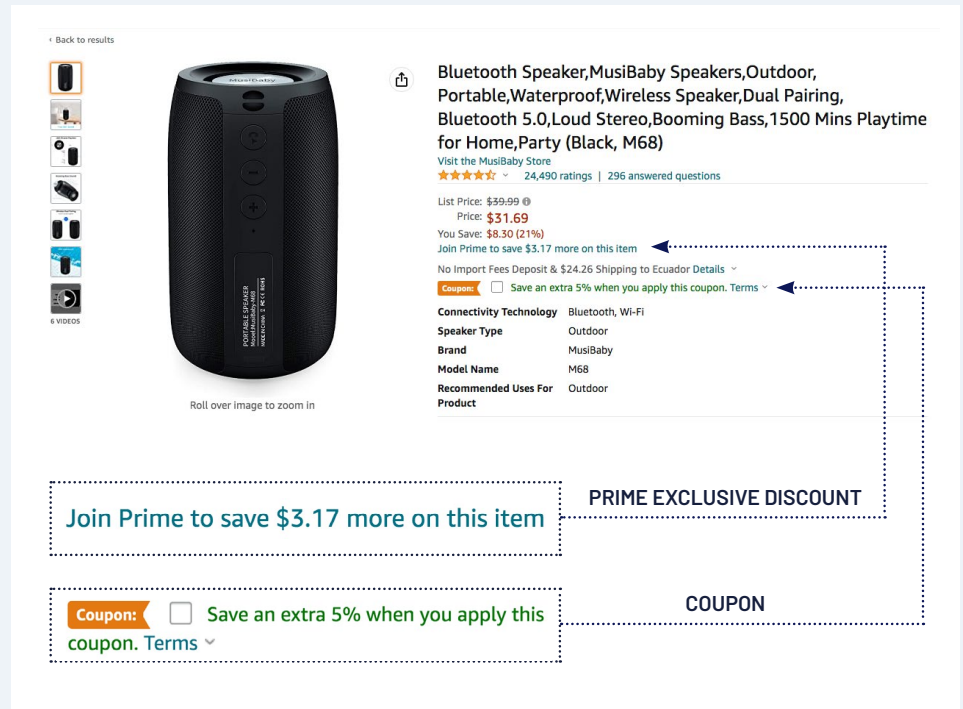 ‹ Back to results
MusiBaby
PORTABLE SPEAKER
Model:MusiBaby-M68
MADE IN CHINA
ROHS
6 VIDEOS
Roll over image to zoom in
Bluetooth Speaker,MusiBaby Speakers,Outdoor,
Portable,Waterproof,Wireless Speaker,Dual Pairing,
Bluetooth 5.0,Loud Stereo,Booming Bass,1500 Mins Playtime
for Home,Party (Black, M68)
Visit the MusiBaby Store
24,490 ratings | 296 answered questions
List Price: $39.99
Price: $31.69
You Save: $8.30 (21%)
Join Prime to save $3.17 more on this item
No Import Fees Deposit & $24.26 Shipping to Ecuador Details
Coupon: Save an extra 5% when you apply this coupon. Terms
Connectivity Technology Bluetooth, Wi-Fi
Speaker Type Outdoor
Brand MusiBaby
Model Name M68
Recommended Uses For Outdoor
Product
Join Prime to save $3.17 more on this item
PRIME EXCLUSIVE DISCOUNT
Coupon: Save an extra 5% when you apply this
coupon. Terms
COUPON